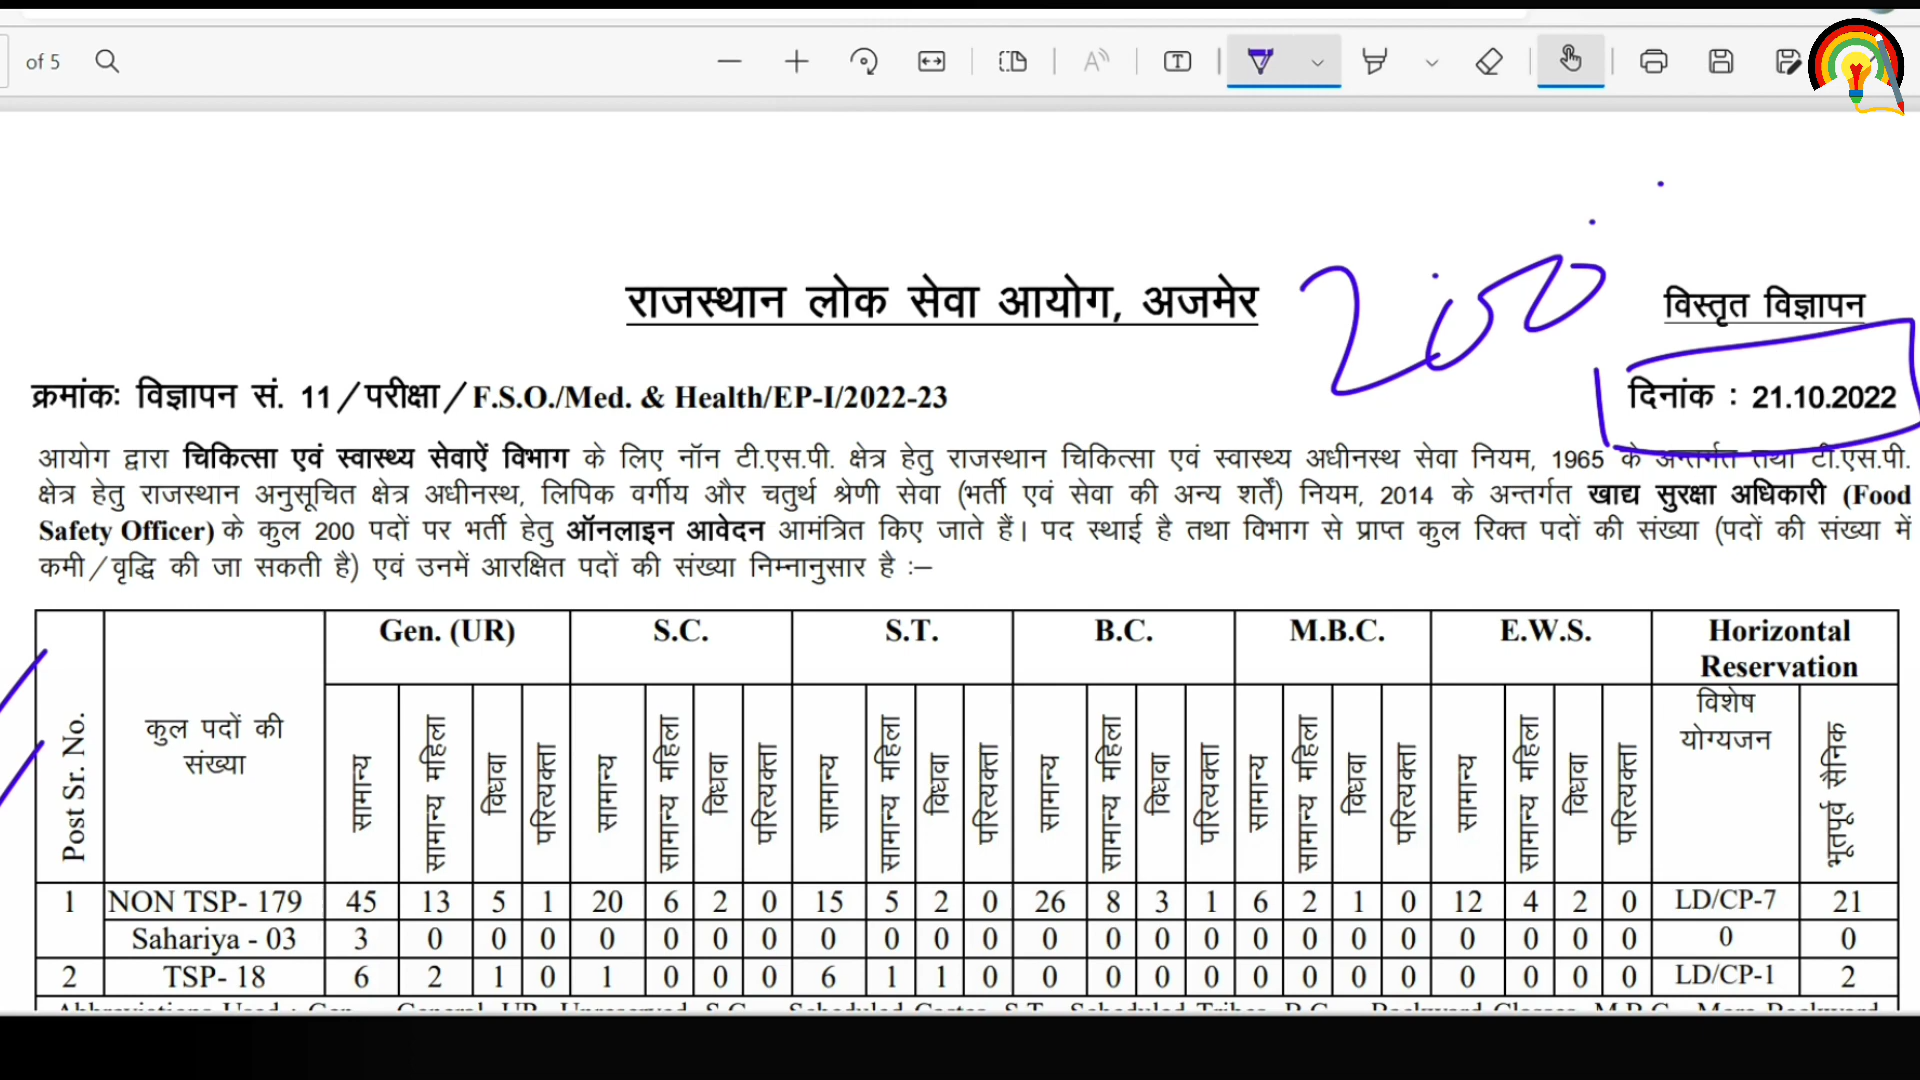 of 5
राजस्थान लोक सेवा आयोग, अजमेर
200
विस्तृत विज्ञापन
क्रमांकः विज्ञापन सं. 11/परीक्षा/F.S.O./Med. & Health/EP-I/2022-23
दिनांक : 21.10.2022
आयोग द्वारा चिकित्सा एवं स्वास्थ्य सेवाऐं विभाग के लिए नॉन टी.एस.पी. क्षेत्र हेतु राजस्थान चिकित्सा एवं स्वास्थ्य अधीनस्थ सेवा नियम, 1965 के अन्तर्गत तथा टी.एस.पी.
क्षेत्र हेतु राजस्थान अनुसूचित क्षेत्र अधीनस्थ, लिपिक वर्गीय और चतुर्थ श्रेणी सेवा (भर्ती एवं सेवा की अन्य शर्तें) नियम, 2014 के अन्तर्गत खाद्य सुरक्षा अधिकारी (Food
Safety Officer) के कुल 200 पदों पर भर्ती हेतु ऑनलाइन आवेदन आमंत्रित किए जाते हैं। पद स्थाई है तथा विभाग से प्राप्त कुल रिक्त पदों की संख्या (पदों की संख्या में
कमी/वृद्धि की जा सकती है) एवं उनमें आरक्षित पदों की संख्या निम्नानुसार है :–
Post Sr. No. कुल पदों की संख्या Gen. (UR) S.C. S.T. B.C. M.B.C. E.W.S. Horizontal Reservation
सामान्य सामान्य महिला विधवा परित्यक्ता सामान्य सामान्य महिला विधवा परित्यक्ता सामान्य सामान्य महिला विधवा परित्यक्ता सामान्य सामान्य महिला विधवा परित्यक्ता सामान्य सामान्य महिला विधवा परित्यक्ता सामान्य सामान्य महिला विधवा परित्यक्ता विशेष योग्यजन भूतपूर्व सैनिक
1 NON TSP- 179 45 13 5 1 20 6 2 0 15 5 2 0 26 8 3 1 6 2 1 0 12 4 2 0 LD/CP-7 21
Sahariya - 03 3 0 0 0 0 0 0 0 0 0 0 0 0 0 0 0 0 0 0 0 0 0 0 0 0 0
2 TSP- 18 6 2 1 0 1 0 0 0 6 1 1 0 0 0 0 0 0 0 0 0 0 0 0 0 LD/CP-1 2